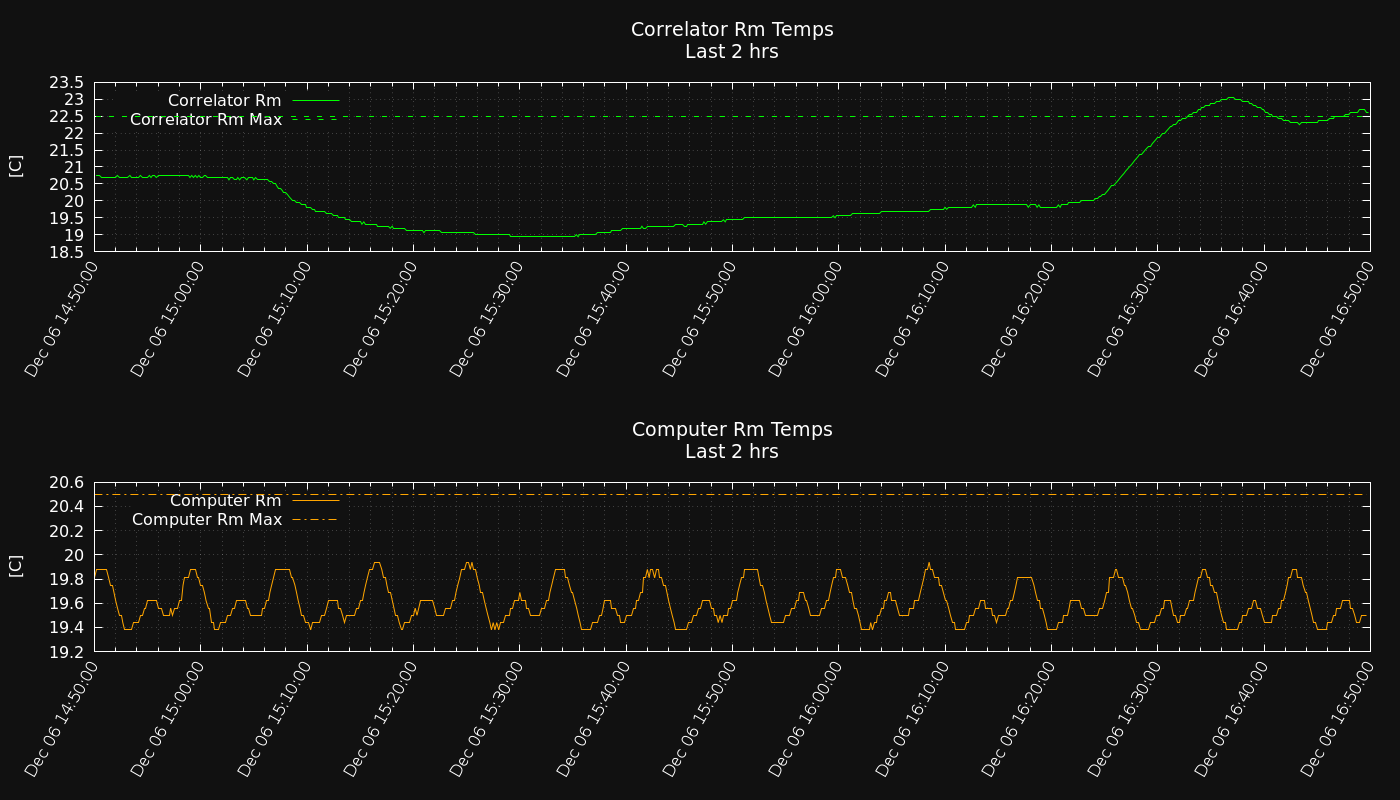 Correlator Rm Temps
Last 2 hrs
23.5
23
22.5
22
21.5
21
20.5
20
19.5
19
18.5
[C]
Correlator Rm
Correlator Rm Max
Dec 06 14:50:00
Dec 06 15:00:00
Dec 06 15:10:00
Dec 06 15:20:00
Dec 06 15:30:00
Dec 06 15:40:00
Dec 06 15:50:00
Dec 06 16:00:00
Dec 06 16:10:00
Dec 06 16:20:00
Dec 06 16:30:00
Dec 06 16:40:00
Dec 06 16:50:00
Computer Rm Temps
Last 2 hrs
20.6
20.4
20.2
20
19.8
19.6
19.4
19.2
[C]
Computer Rm
Computer Rm Max
Dec 06 14:50:00
Dec 06 15:00:00
Dec 06 15:10:00
Dec 06 15:20:00
Dec 06 15:30:00
Dec 06 15:40:00
Dec 06 15:50:00
Dec 06 16:00:00
Dec 06 16:10:00
Dec 06 16:20:00
Dec 06 16:30:00
Dec 06 16:40:00
Dec 06 16:50:00